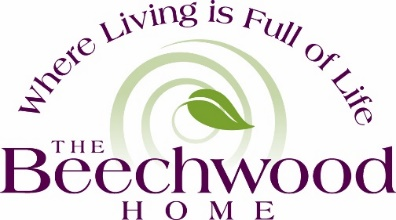 Where Living is Full of Life
THE
Beechwood
HOME